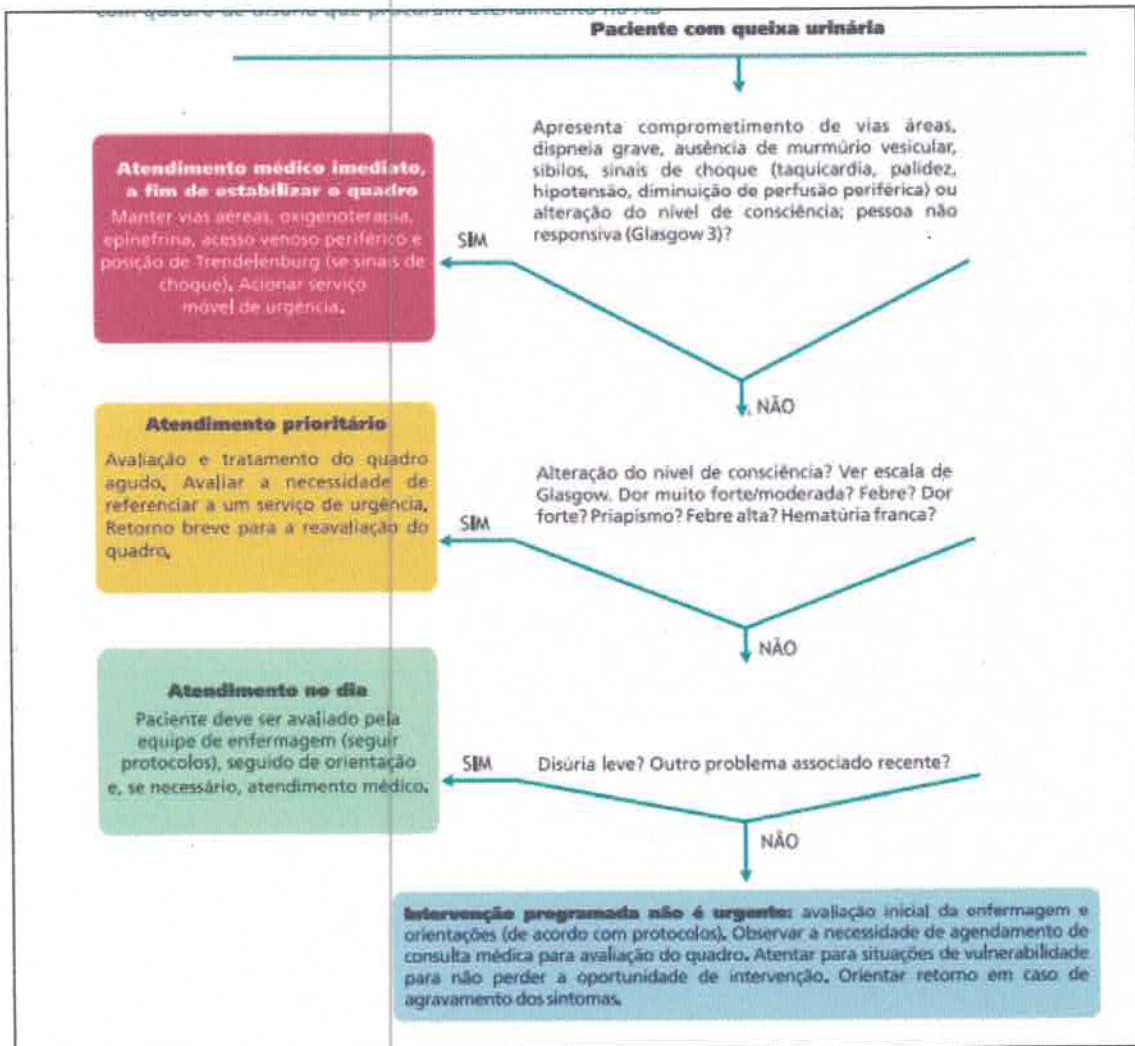 com quadro de disúria que procuram atendimento na AB
Paciente com queixa urinária
Apresenta comprometimento de vias áreas,
dispneia grave, ausência de murmúrio vesicular,
sibilos, sinais de choque (taquicardia, palidez,
hipotensão, diminuição de perfusão periférica) ou
alteração do nível de consciência; pessoa não
responsiva (Glasgow 3)?
SIM
Atendimento médico imediato,
a fim de estabilizar o quadro
Manter vias aéreas, oxigenoterapia,
epinefrina, acesso venoso periférico e
posição de Trendelenburg (se sinais de
choque). Acionar serviço
móvel de urgência.
NÃO
Alteração do nível de consciência? Ver escala de
Glasgow. Dor muito forte/moderada? Febre? Dor
forte? Priapismo? Febre alta? Hematúria franca?
SIM
Atendimento prioritário
Avaliação e tratamento do quadro
agudo. Avaliar a necessidade de
referenciar a um serviço de urgência.
Retorno breve para a reavaliação do
quadro.
NÃO
Disúria leve? Outro problema associado recente?
SIM
Atendimento no dia
Paciente deve ser avaliado pela
equipe de enfermagem (seguir
protocolos), seguido de orientação
e, se necessário, atendimento médico.
NÃO
Intervenção programada não é urgente: avaliação inicial da enfermagem e
orientações (de acordo com protocolos). Observar a necessidade de agendamento de
consulta médica para avaliação do quadro. Atentar para situações de vulnerabilidade
para não perder a oportunidade de intervenção. Orientar retorno em caso de
agravamento dos sintomas.